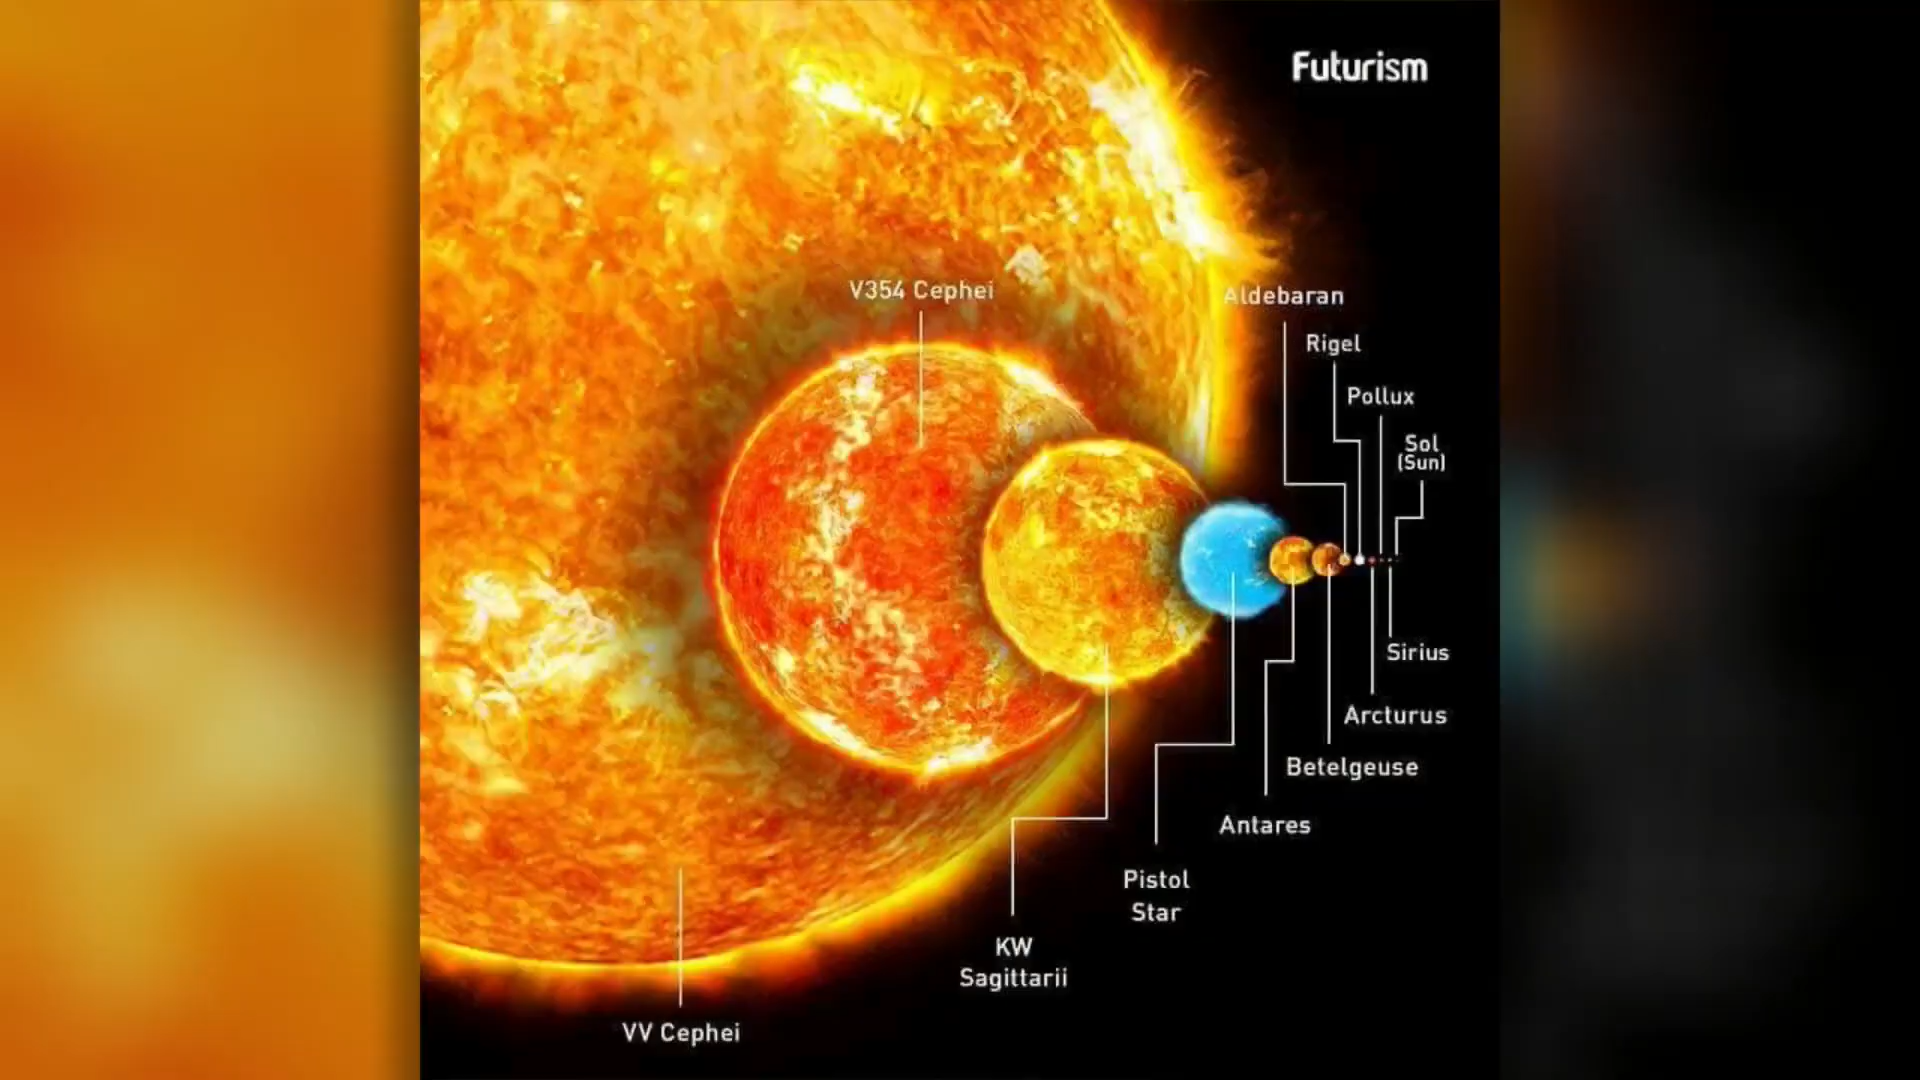 Futurism
V354 Cephei
Aldebaran
Rigel
Pollux
Sol
(Sun)
Sirius
Arcturus
Betelgeuse
Antares
Pistol
Star
KW
Sagittarii
VV Cephei